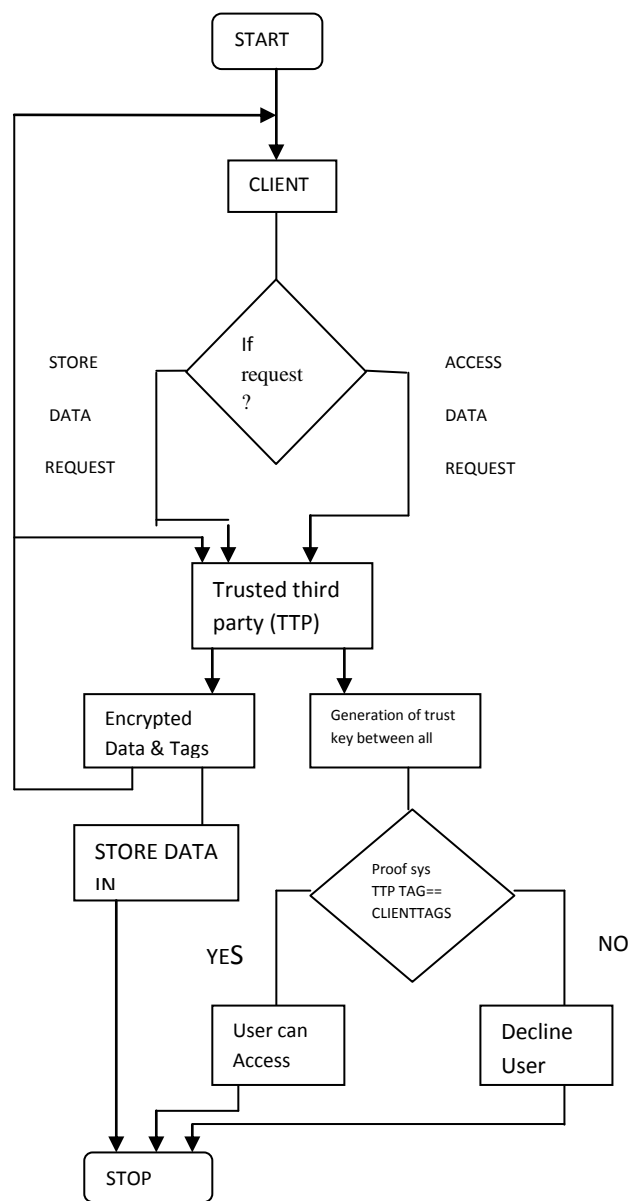 START
CLIENT
If
request
?
STORE
DATA
REQUEST
ACCESS
DATA
REQUEST
Trusted third
party (TTP)
Encrypted
Data & Tags
Generation of trust
key between all
STORE DATA
IN
Proof sys
TTP TAG==
CLIENTTAGS
YES
NO
User can
Access
Decline
User
STOP